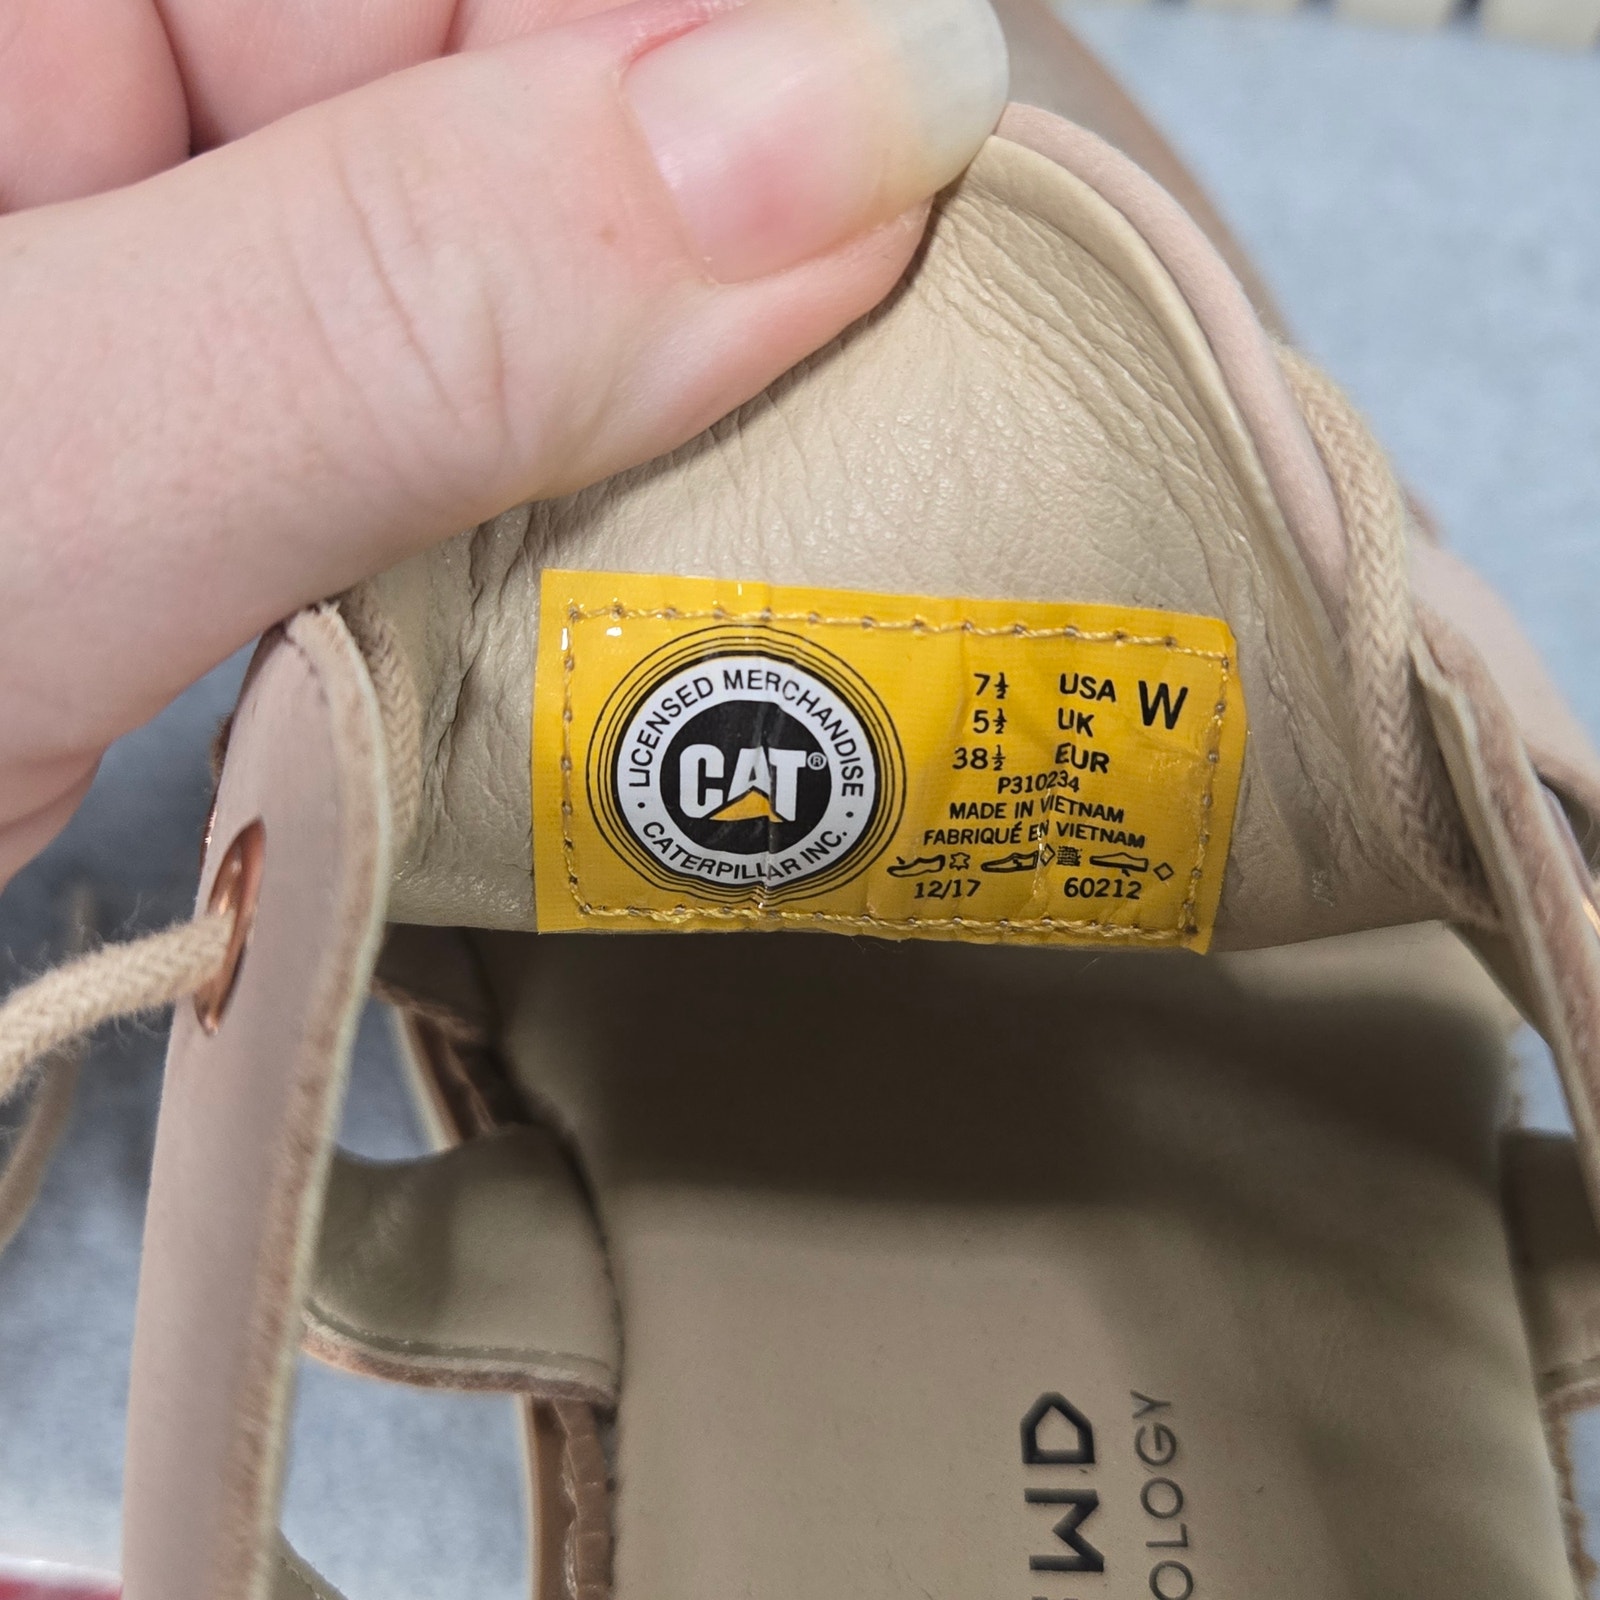 LICENSED MERCHANDISE
CAT®
· CATERPILLAR INC. ·
7½ USA W
5½ UK
38½ EUR
P310234
MADE IN VIETNAM
FABRIQUÉ EN VIETNAM
12/17 60212
OLOGY